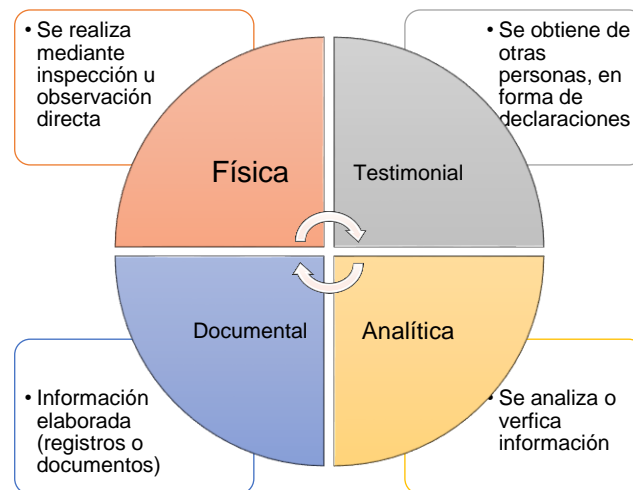 • Se realiza
mediante
inspección u
observación
directa
• Se obtiene de
otras
personas, en
forma de
declaraciones
Física
Testimonial
Documental
Analítica
• Información
elaborada
(registros o
documentos)
• Se analiza o
verfica
información